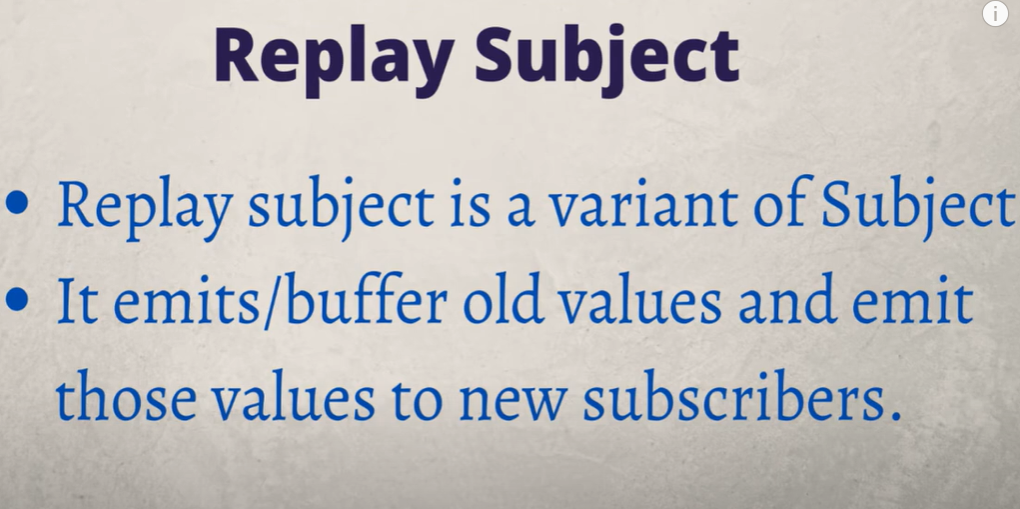 Replay Subject
• Replay subject is a variant of Subject
• It emits/buffer old values and emit
those values to new subscribers.